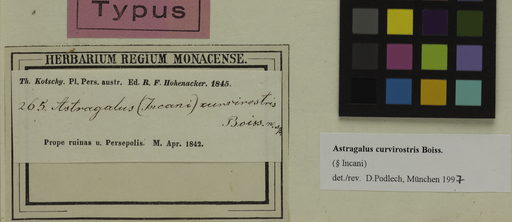 Typus
HERBARIUM REGIUM MONACENSE.
Th. Kotschy. Pl. Pers. austr. Ed. R. F. Hohenacker. 1845.
265. Astragalus (Incani) curvirostris
Boiss.
Prope ruinas u. Persepolis. M. Apr. 1842.
Astragalus curvirostris Boiss.
(§ Incani)
det./rev. D.Podlech, München 1997